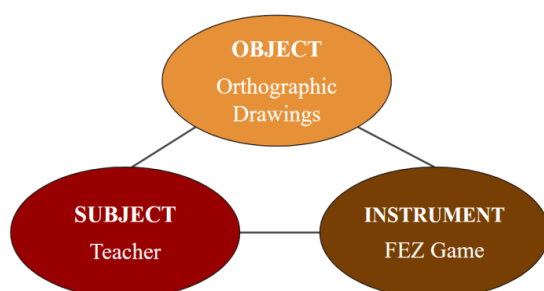 OBJECT
Orthographic
Drawings
SUBJECT
Teacher
INSTRUMENT
FEZ Game